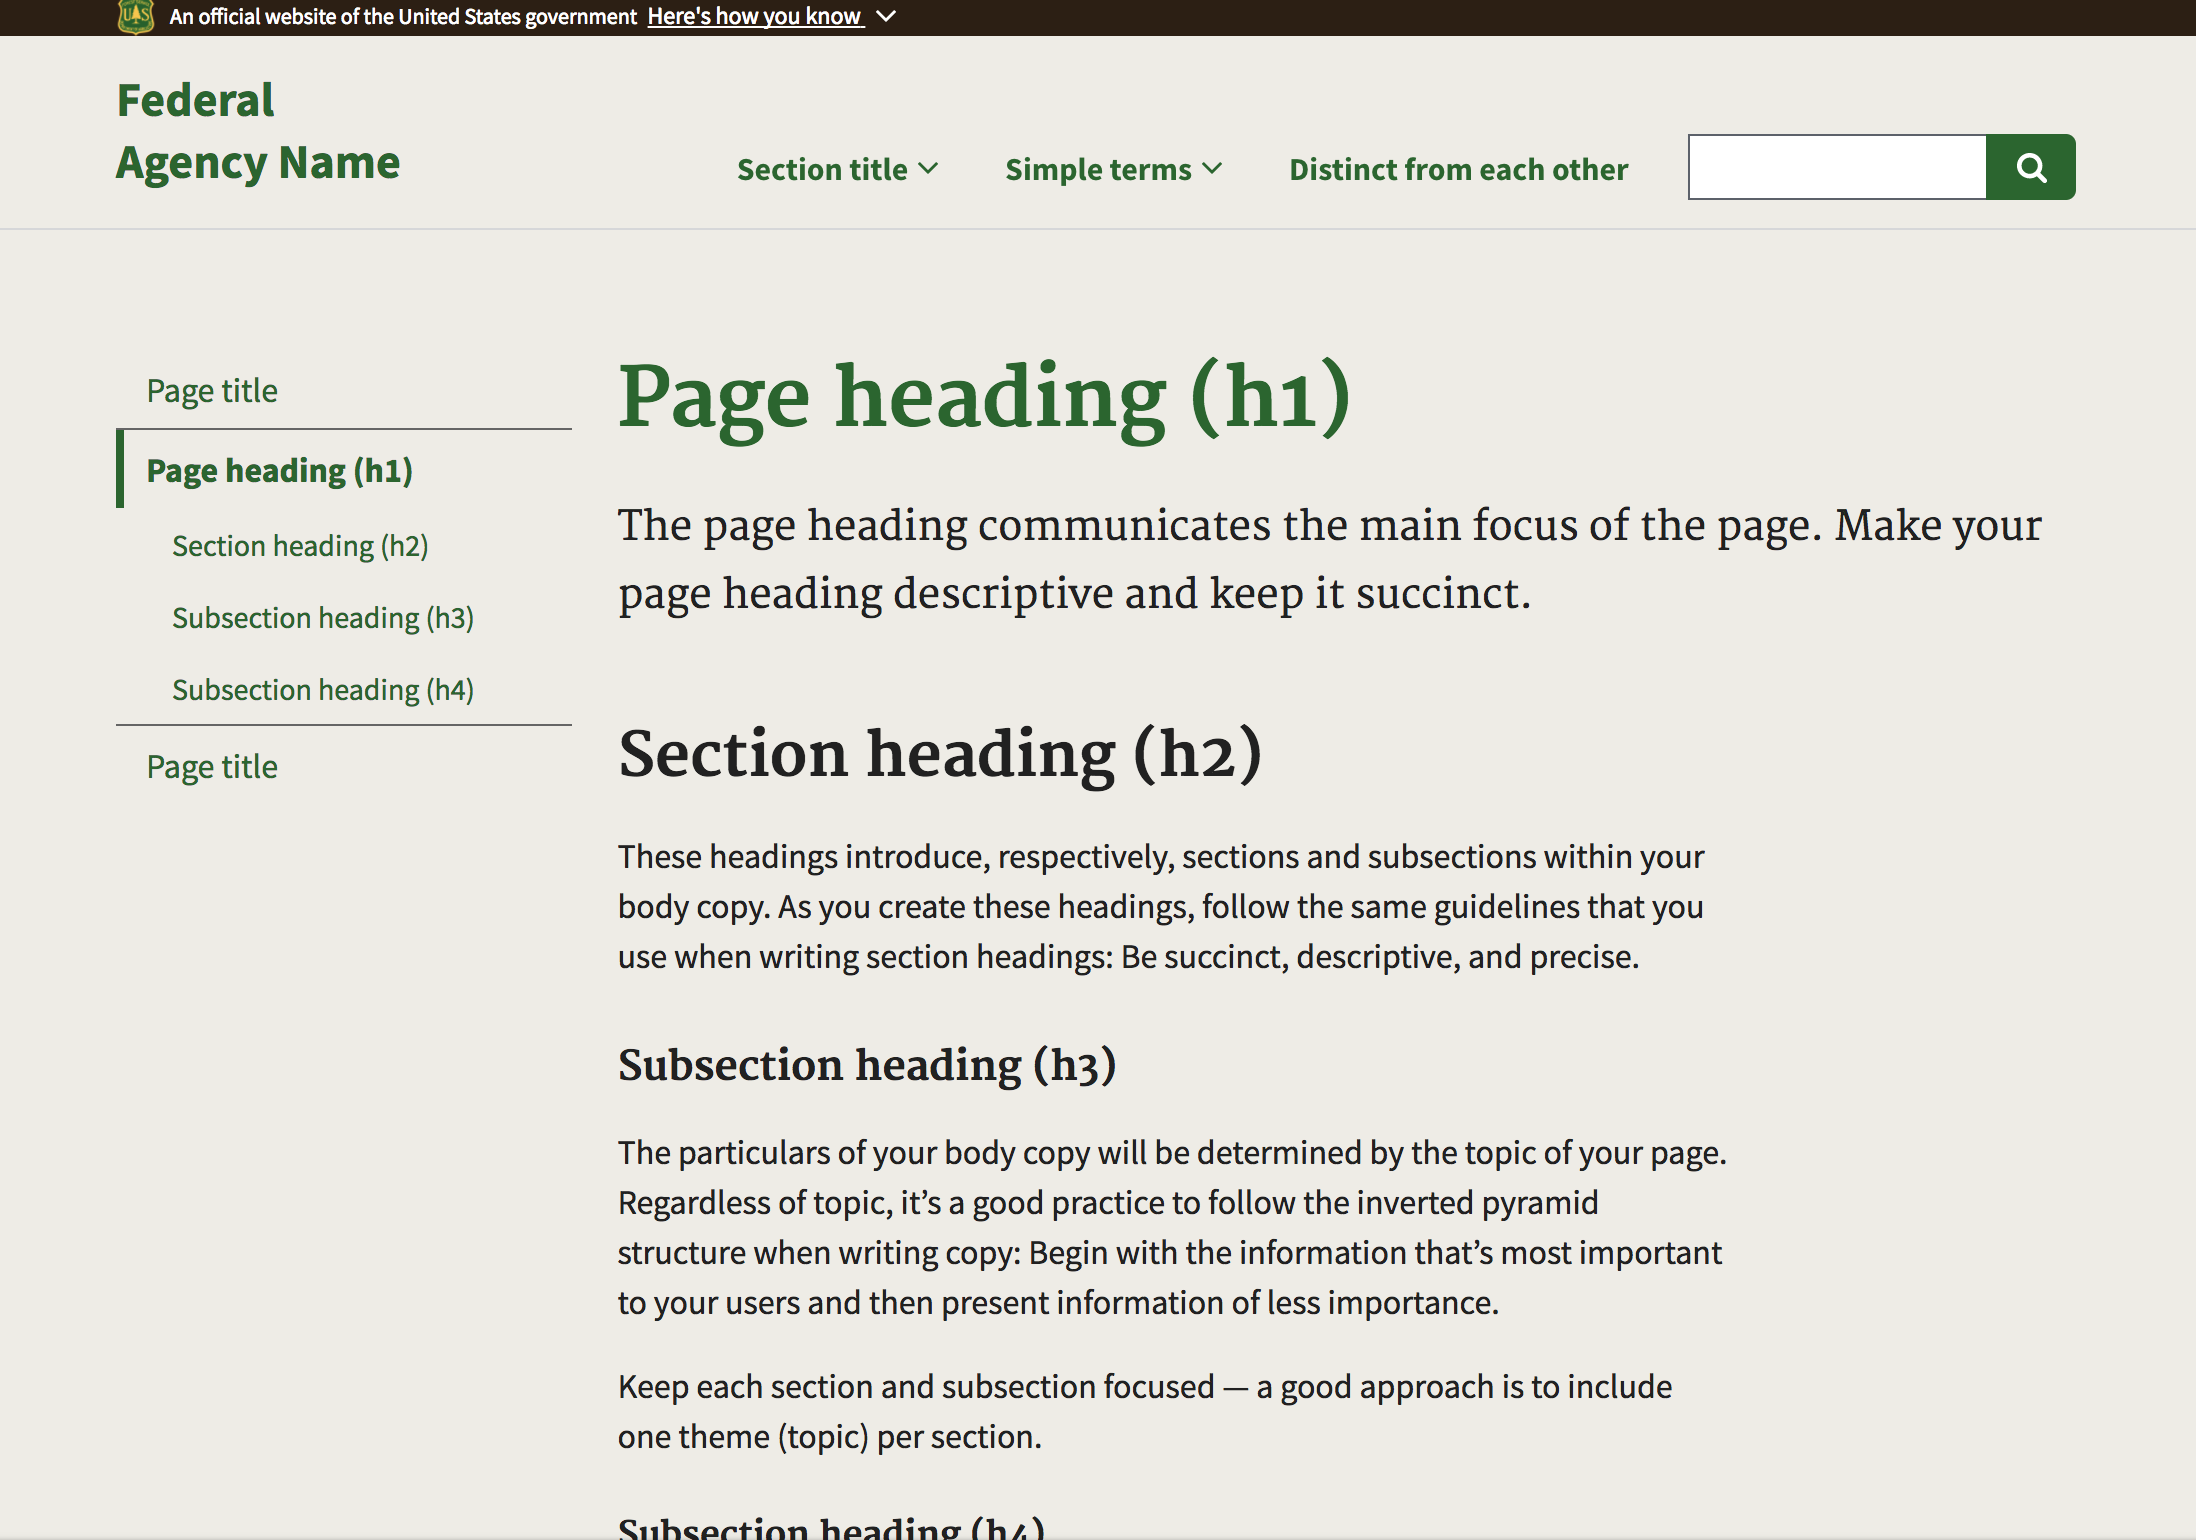 An official website of the United States government Here's how you know
Federal
Agency Name
Section title
Simple terms
Distinct from each other
Page title
Page heading (h1)
Section heading (h2)
Subsection heading (h3)
Subsection heading (h4)
Page title
Page heading (h1)
The page heading communicates the main focus of the page. Make your
page heading descriptive and keep it succinct.
Section heading (h2)
These headings introduce, respectively, sections and subsections within your
body copy. As you create these headings, follow the same guidelines that you
use when writing section headings: Be succinct, descriptive, and precise.
Subsection heading (h3)
The particulars of your body copy will be determined by the topic of your page.
Regardless of topic, it’s a good practice to follow the inverted pyramid
structure when writing copy: Begin with the information that’s most important
to your users and then present information of less importance.
Keep each section and subsection focused — a good approach is to include
one theme (topic) per section.
Subsection heading (h4)